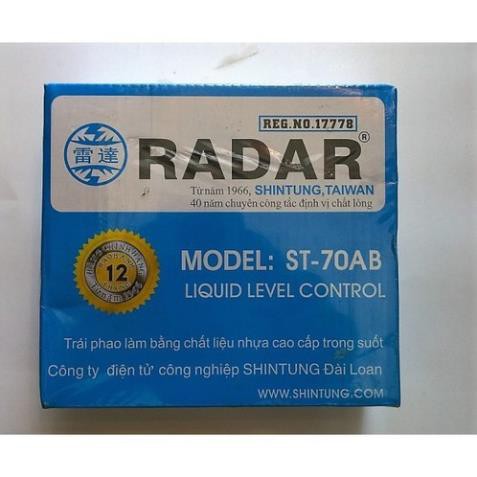 REG.NO.17778
雷達
RADAR®
Từ năm 1966, SHINTUNG,TAIWAN
40 năm chuyên công tắc định vị chất lỏng
12
MODEL: ST-70AB
LIQUID LEVEL CONTROL
Trái phao làm bằng chất liệu nhựa cao cấp trong suốt
Công ty điện tử công nghiệp SHINTUNG Đài Loan
WWW.SHINTUNG.COM